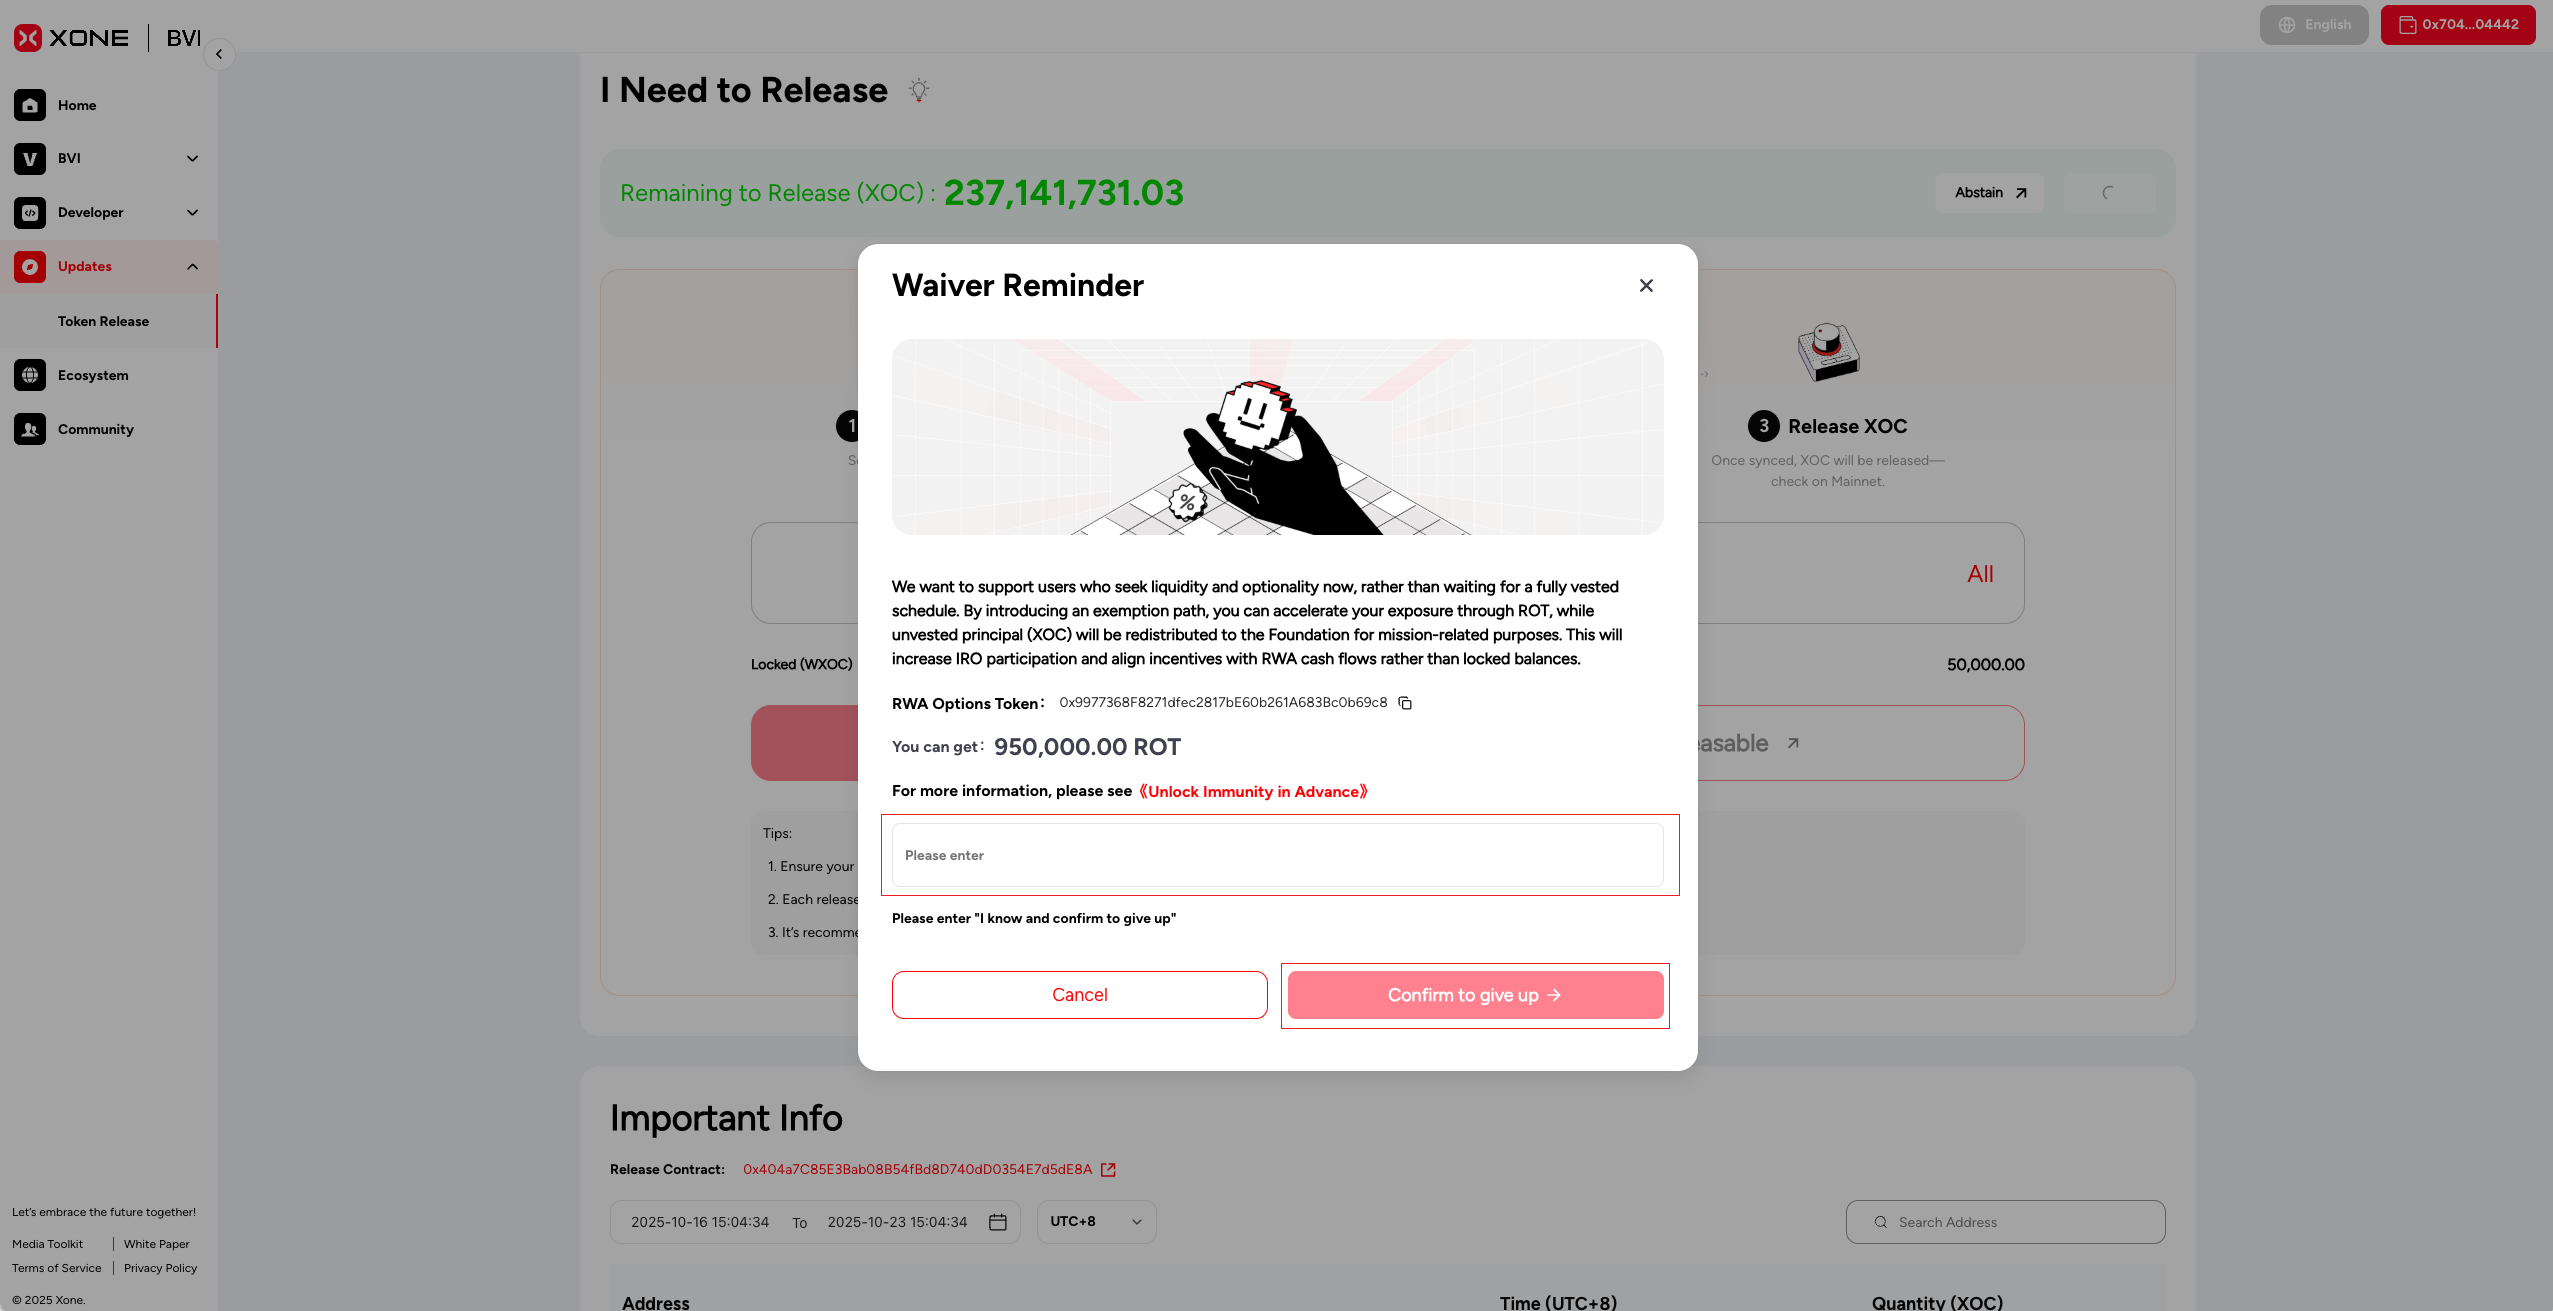 XONE | BVI
English
0x704...04442
Home
BVI
Developer
Updates
Token Release
Ecosystem
Community
Let's embrace the future together!
Media Toolkit | White Paper
Terms of Service | Privacy Policy
© 2025 Xone.
I Need to Release
Remaining to Release (XOC) : 237,141,731.03
Abstain
1
3 Release XOC
Once synced, XOC will be released—
check on Mainnet.
All
Locked (WXOC)
50,000.00
Tips:
1. Ensure your
2. Each release
3. It's recomme
Waiver Reminder
%
We want to support users who seek liquidity and optionality now, rather than waiting for a fully vested
schedule. By introducing an exemption path, you can accelerate your exposure through ROT, while
unvested principal (XOC) will be redistributed to the Foundation for mission-related purposes. This will
increase IRO participation and align incentives with RWA cash flows rather than locked balances.
RWA Options Token: 0x9977368F8271dfec2817bE60b261A683Bc0b69c8
You can get: 950,000.00 ROT
For more information, please see 《Unlock Immunity in Advance》
Please enter
Please enter "I know and confirm to give up"
Cancel
Confirm to give up
Important Info
Release Contract: 0x404a7C85E3Bab08B54fBd8D740dD0354E7d5dE8A
2025-10-16 15:04:34 To 2025-10-23 15:04:34
UTC+8
Search Address
Address
Time (UTC+8)
Quantity (XOC)